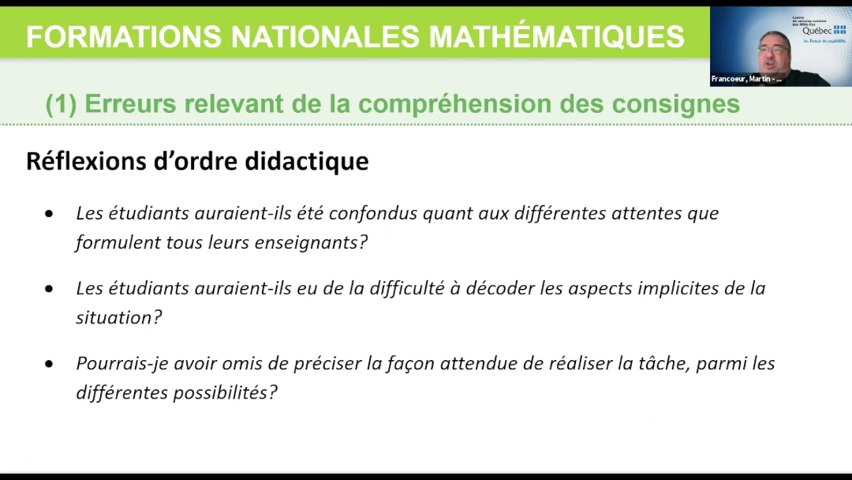 FORMATIONS NATIONALES MATHÉMATIQUES
Québec
Francoeur, Martin - ...
(1) Erreurs relevant de la compréhension des consignes
Réflexions d’ordre didactique
• Les étudiants auraient-ils été confondus quant aux différentes attentes que
formulent tous leurs enseignants?
• Les étudiants auraient-ils eu de la difficulté à décoder les aspects implicites de la
situation?
• Pourrais-je avoir omis de préciser la façon attendue de réaliser la tâche, parmi les
différentes possibilités?